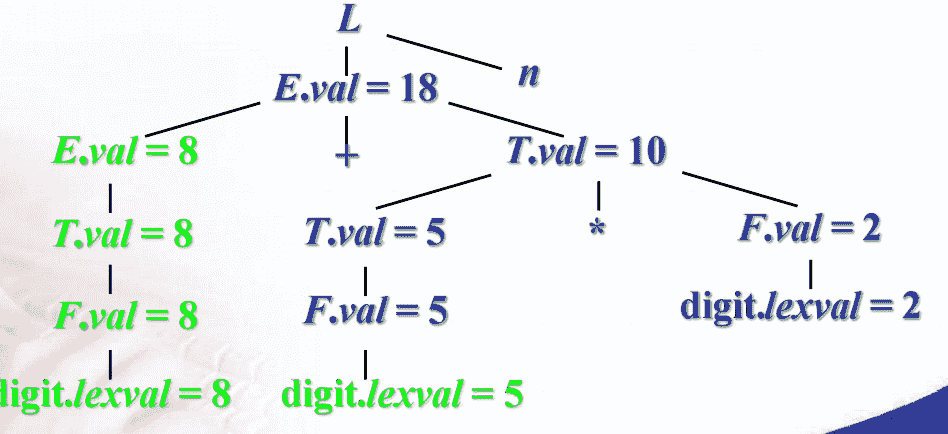 L
n
E.val = 18
E.val = 8
+
T.val = 10
T.val = 8
T.val = 5
*
F.val = 2
F.val = 8
F.val = 5
digit.lexval = 2
digit.lexval = 8
digit.lexval = 5